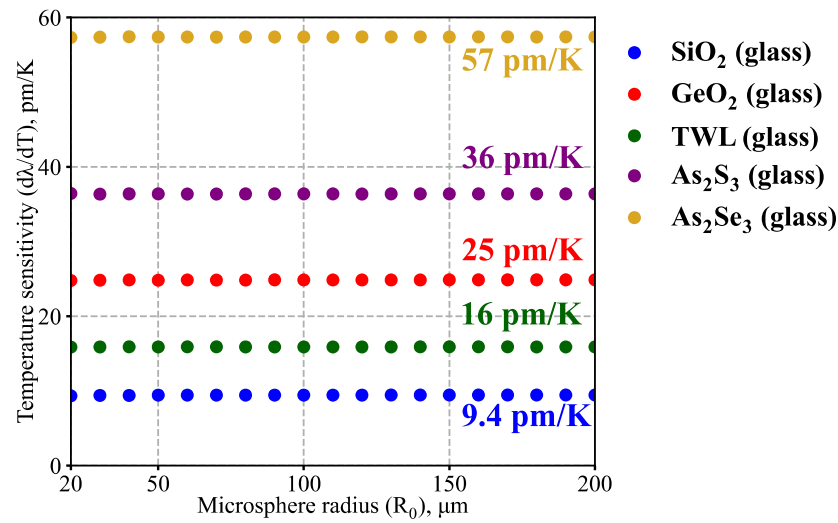 60
40
20
0
Temperature sensitivity (dλ/dT), pm/K
57 pm/K
36 pm/K
25 pm/K
16 pm/K
9.4 pm/K
20 50 100 150 200
Microsphere radius (R₀), μm
SiO₂ (glass)
GeO₂ (glass)
TWL (glass)
As₂S₃ (glass)
As₂Se₃ (glass)